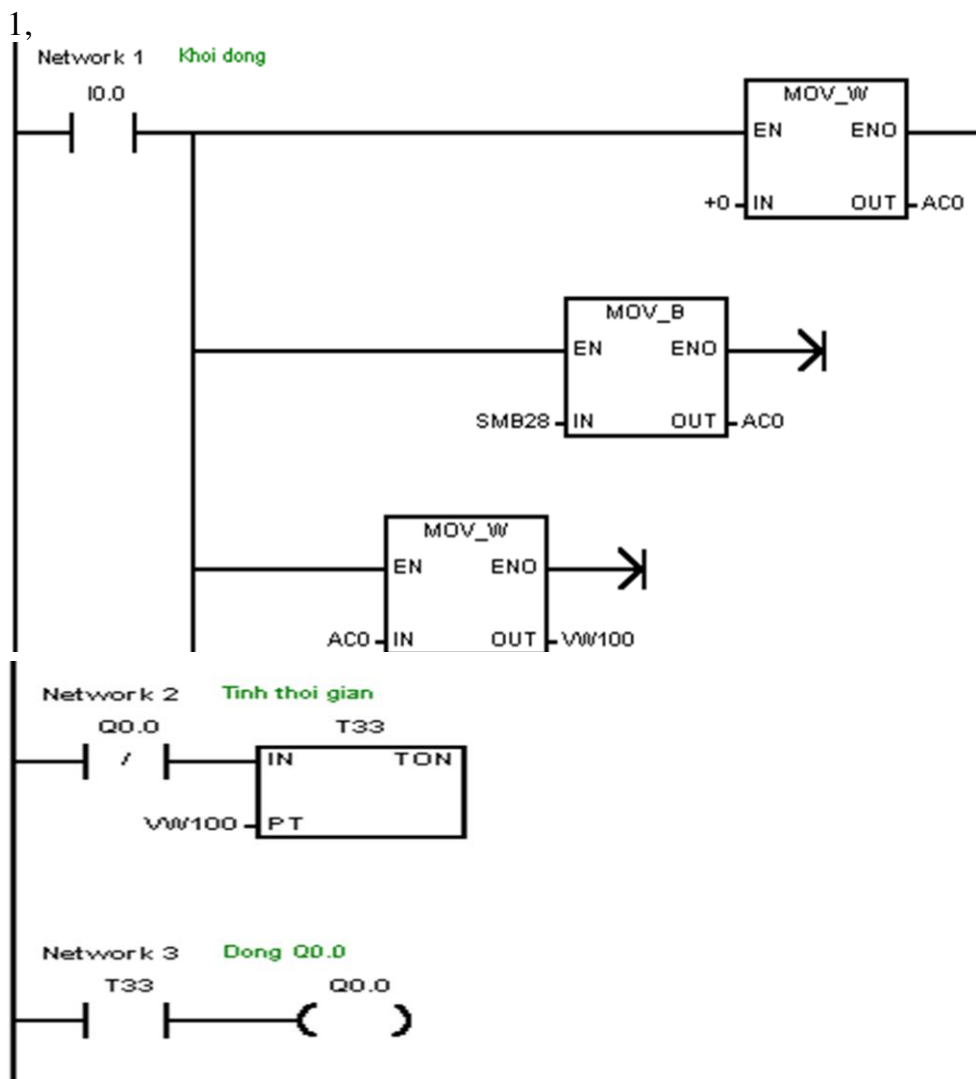 1,
Network 1 Khoi dong
I0.0
MOV_W
EN ENO
+0 IN OUT AC0
MOV_B
EN ENO
SMB28 IN OUT AC0
MOV_W
EN ENO
AC0 IN OUT VW100
Network 2 Tinh thoi gian
Q0.0 T33
/ IN TON
VW100 PT
Network 3 Dong Q0.0
T33 Q0.0